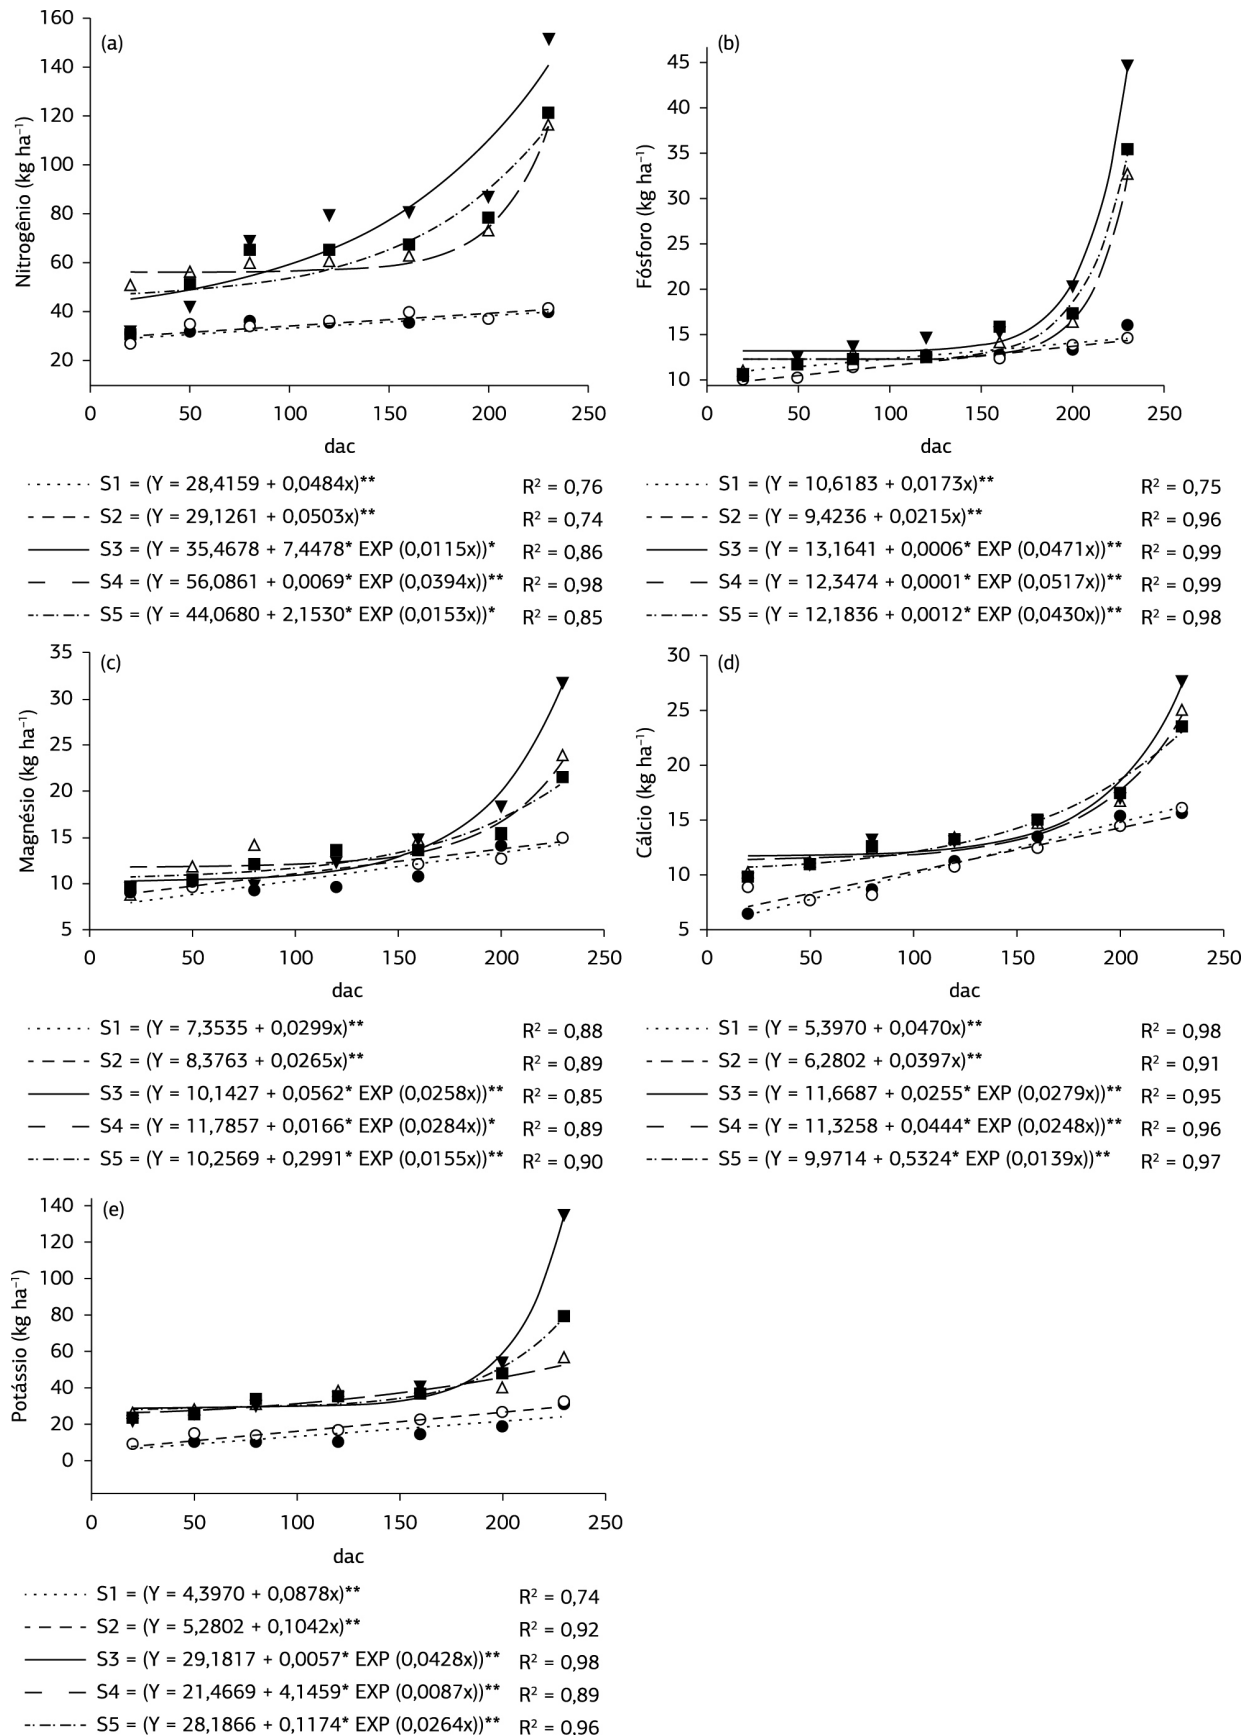 (a)
160
140
120
100
80
60
40
20
0 50 100 150 200 250
Nitrogênio (kg ha⁻¹)
dac
S1 = (Y = 28,4159 + 0,0484x)** R² = 0,76
S2 = (Y = 29,1261 + 0,0503x)** R² = 0,74
S3 = (Y = 35,4678 + 7,4478* EXP (0,0115x))* R² = 0,86
S4 = (Y = 56,0861 + 0,0069* EXP (0,0394x))** R² = 0,98
S5 = (Y = 44,0680 + 2,1530* EXP (0,0153x))* R² = 0,85
(b)
45
40
35
30
25
20
15
10
0 50 100 150 200 250
Fósforo (kg ha⁻¹)
dac
S1 = (Y = 10,6183 + 0,0173x)** R² = 0,75
S2 = (Y = 9,4236 + 0,0215x)** R² = 0,96
S3 = (Y = 13,1641 + 0,0006* EXP (0,0471x))** R² = 0,99
S4 = (Y = 12,3474 + 0,0001* EXP (0,0517x))** R² = 0,99
S5 = (Y = 12,1836 + 0,0012* EXP (0,0430x))** R² = 0,98
(c)
35
30
25
20
15
10
5
0 50 100 150 200 250
Magnésio (kg ha⁻¹)
dac
S1 = (Y = 7,3535 + 0,0299x)** R² = 0,88
S2 = (Y = 8,3763 + 0,0265x)** R² = 0,89
S3 = (Y = 10,1427 + 0,0562* EXP (0,0258x))** R² = 0,85
S4 = (Y = 11,7857 + 0,0166* EXP (0,0284x))* R² = 0,89
S5 = (Y = 10,2569 + 0,2991* EXP (0,0155x))** R² = 0,90
(d)
30
25
20
15
10
5
0 50 100 150 200 250
Cálcio (kg ha⁻¹)
dac
S1 = (Y = 5,3970 + 0,0470x)** R² = 0,98
S2 = (Y = 6,2802 + 0,0397x)** R² = 0,91
S3 = (Y = 11,6687 + 0,0255* EXP (0,0279x))** R² = 0,95
S4 = (Y = 11,3258 + 0,0444* EXP (0,0248x))** R² = 0,96
S5 = (Y = 9,9714 + 0,5324* EXP (0,0139x))** R² = 0,97
(e)
140
120
100
80
60
40
20
0
0 50 100 150 200 250
Potássio (kg ha⁻¹)
dac
S1 = (Y = 4,3970 + 0,0878x)** R² = 0,74
S2 = (Y = 5,2802 + 0,1042x)** R² = 0,92
S3 = (Y = 29,1817 + 0,0057* EXP (0,0428x))** R² = 0,98
S4 = (Y = 21,4669 + 4,1459* EXP (0,0087x))** R² = 0,89
S5 = (Y = 28,1866 + 0,1174* EXP (0,0264x))** R² = 0,96